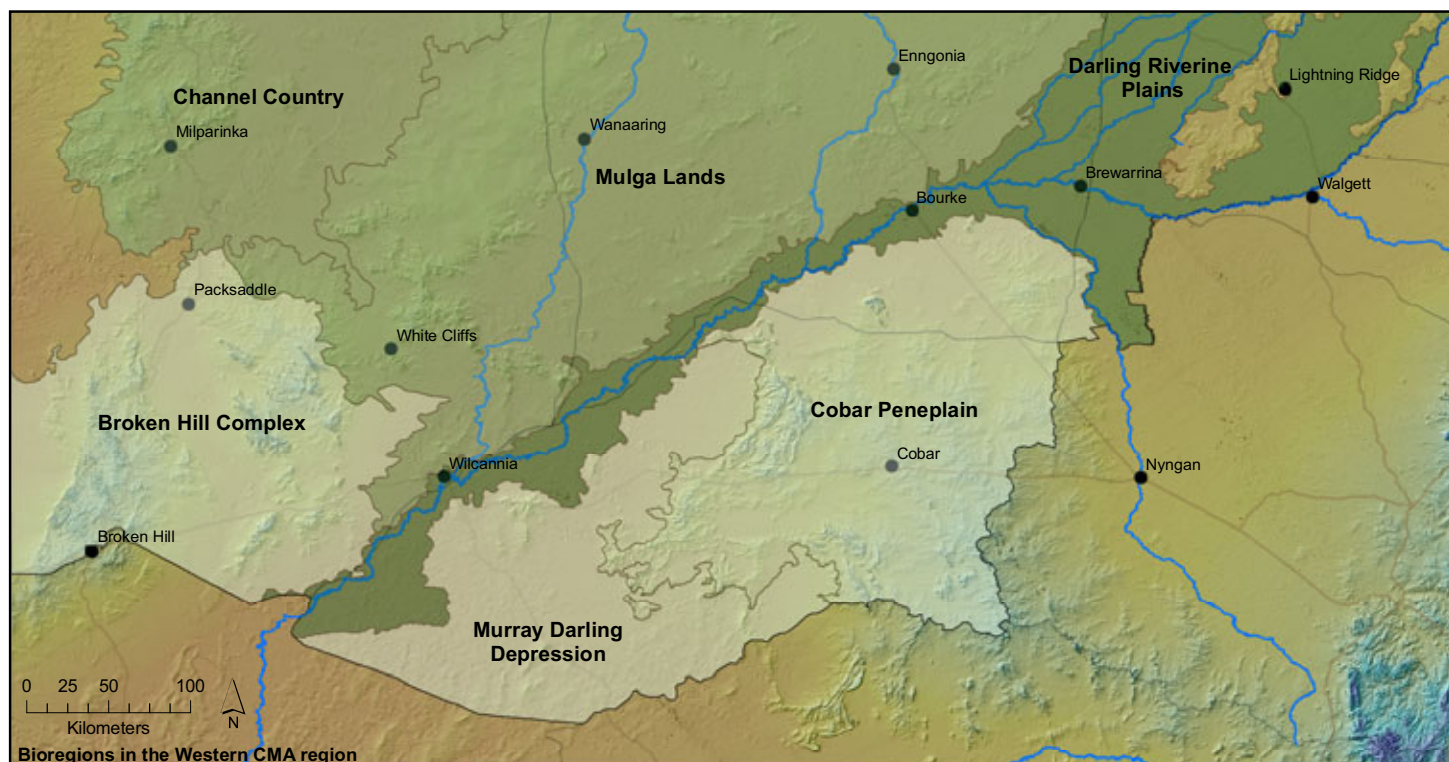 Enngonia
Darling Riverine
Plains
Lightning Ridge
Channel Country
Milparinka
Wanaaring
Mulga Lands
Brewarrina
Bourke
Walgett
Packsaddle
White Cliffs
Broken Hill Complex
Cobar Peneplain
Wilcannia
Cobar
Nyngan
Broken Hill
Murray Darling
Depression
0 25 50 100
Kilometers
N
Bioregions in the Western CMA region